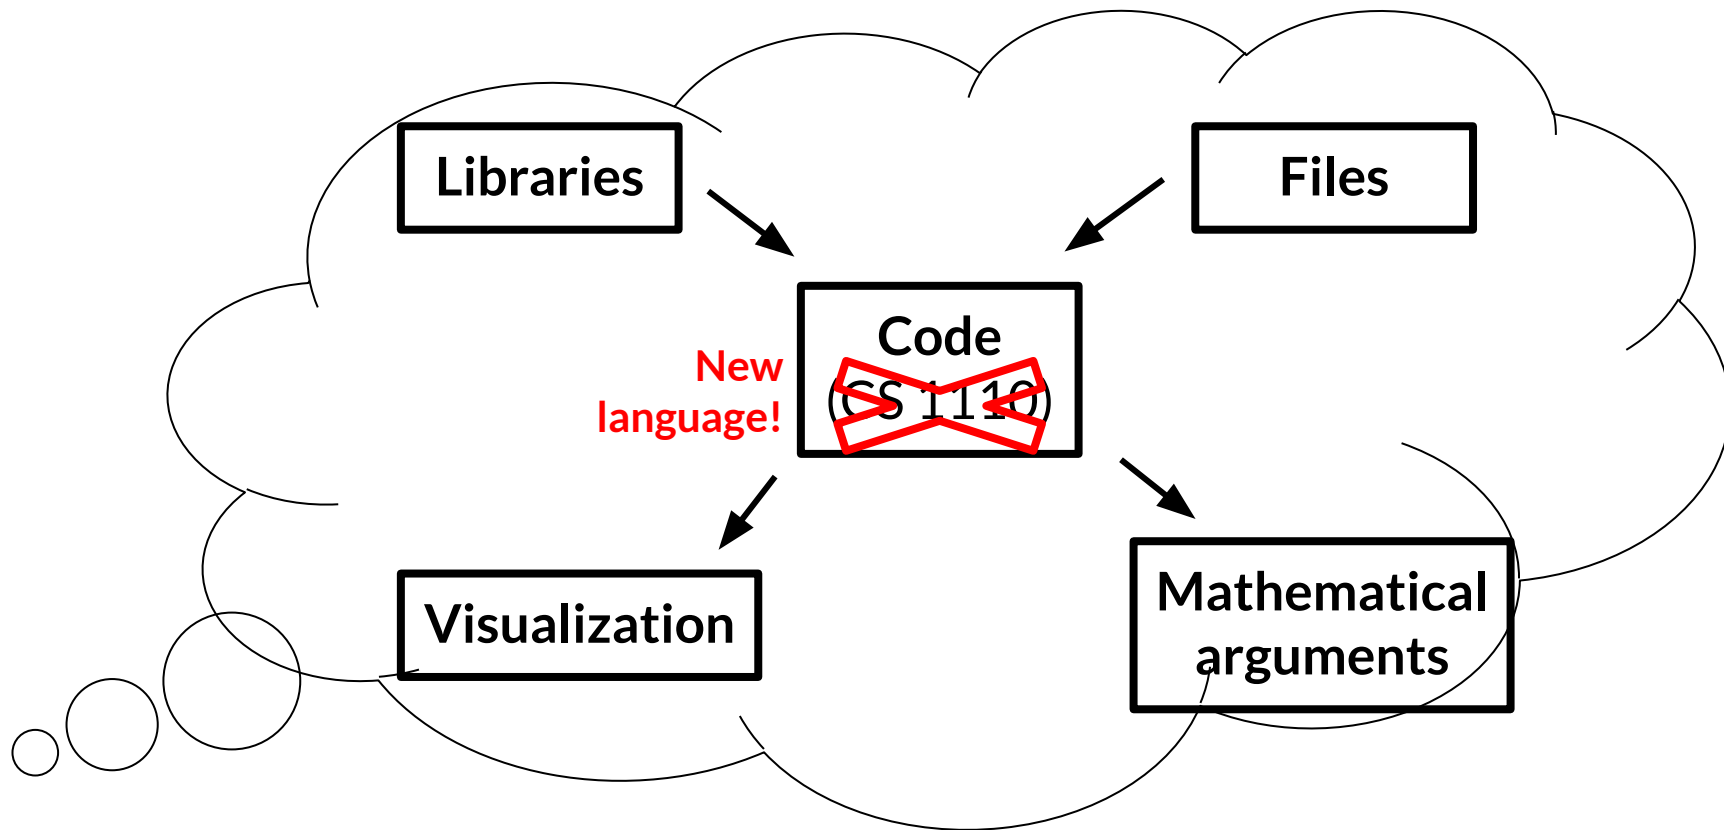 Libraries
Files
Code
(CS 1110)
New
language!
Visualization
Mathematical
arguments